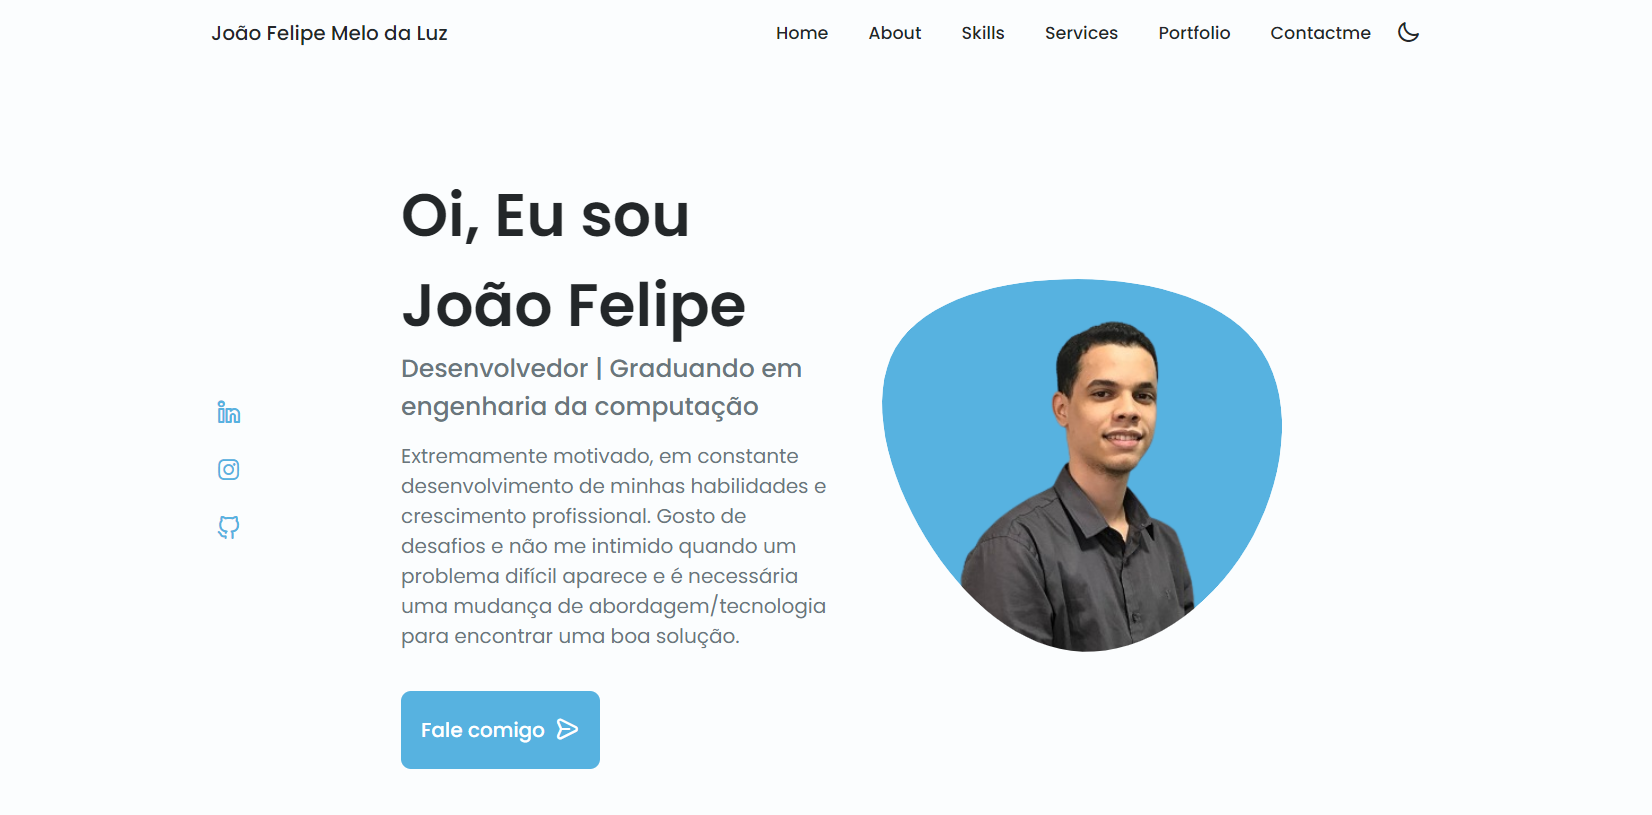 João Felipe Melo da Luz
Home
About
Skills
Services
Portfolio
Contactme
Oi, Eu sou
João Felipe
Desenvolvedor | Graduando em
engenharia da computação
Extremamente motivado, em constante
desenvolvimento de minhas habilidades e
crescimento profissional. Gosto de
desafios e não me intimido quando um
problema difícil aparece e é necessária
uma mudança de abordagem/tecnologia
para encontrar uma boa solução.
Fale comigo